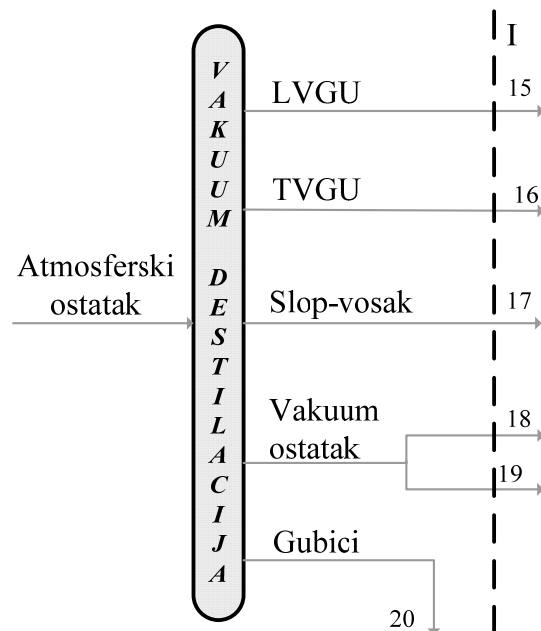 I
LVGU
15
TVGU
16
Atmosferski
ostatak
VAKUUM DESTILACIJA
Slop-vosak
17
Vakuum
ostatak
18
19
Gubici
20